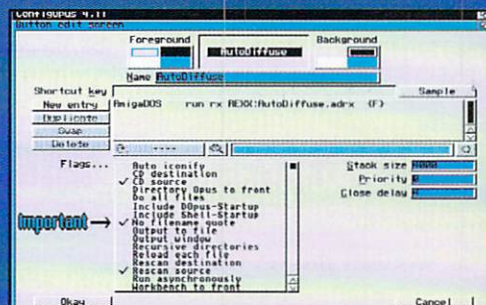 ConfigOpus 4.11
Button edit screen
Foreground
Background
AutoDiffuse
Name AutoDiffuse
Shortcut key
Sample
New entry
AmigaDOS run rx REXX:AutoDiffuse.adrx {F}
Duplicate
Swap
Delete
----
Flags...
Auto iconify
CD destination
CD source
Directory Opus to front
Do all files
Include DOpus-Startup
Include Shell-Startup
No filename quote
Output to file
Output window
Recursive directories
Reload each file
Rescan destination
Rescan source
Run asynchronously
Workbench to front
Stack size 4000
Priority 0
Close delay 0
Important
Okay
Cancel